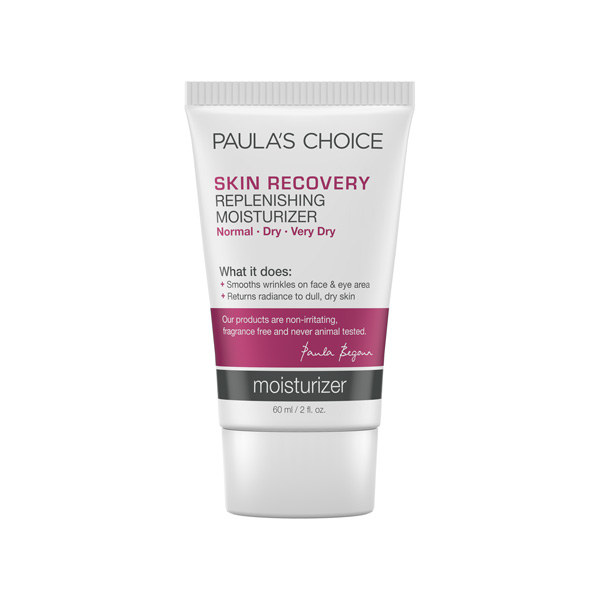 PAULA'S CHOICE
SKIN RECOVERY
REPLENISHING
MOISTURIZER
Normal · Dry · Very Dry
What it does:
+ Smooths wrinkles on face & eye area
+ Returns radiance to dull, dry skin
Our products are non-irritating,
fragrance free and never animal tested.
Paula Begoun
moisturizer
60 ml / 2 fl. oz.